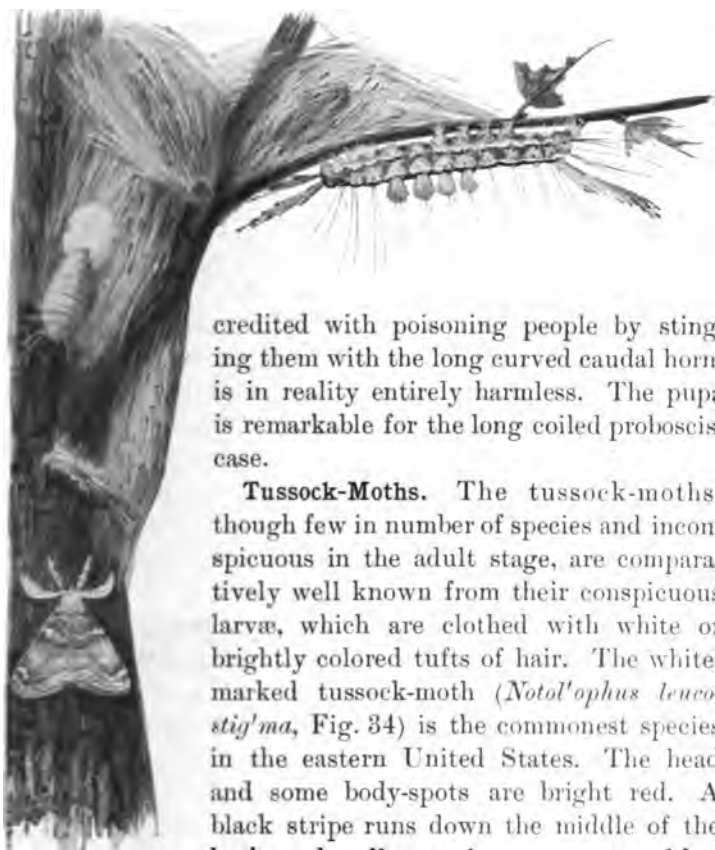 credited with poisoning people by sting
ing them with the long curved caudal horn
is in reality entirely harmless. The pupa
is remarkable for the long coiled proboscis
case.
Tussock-Moths. The tussock-moths
though few in number of species and incon
spicuous in the adult stage, are compara
tively well known from their conspicuous
larvæ, which are clothed with white or
brightly colored tufts of hair. The white
marked tussock-moth (Notol'ophus leuco
stig'ma, Fig. 34) is the commonest species
in the eastern United States. The head
and some body-spots are bright red. A
black stripe runs down the middle of the